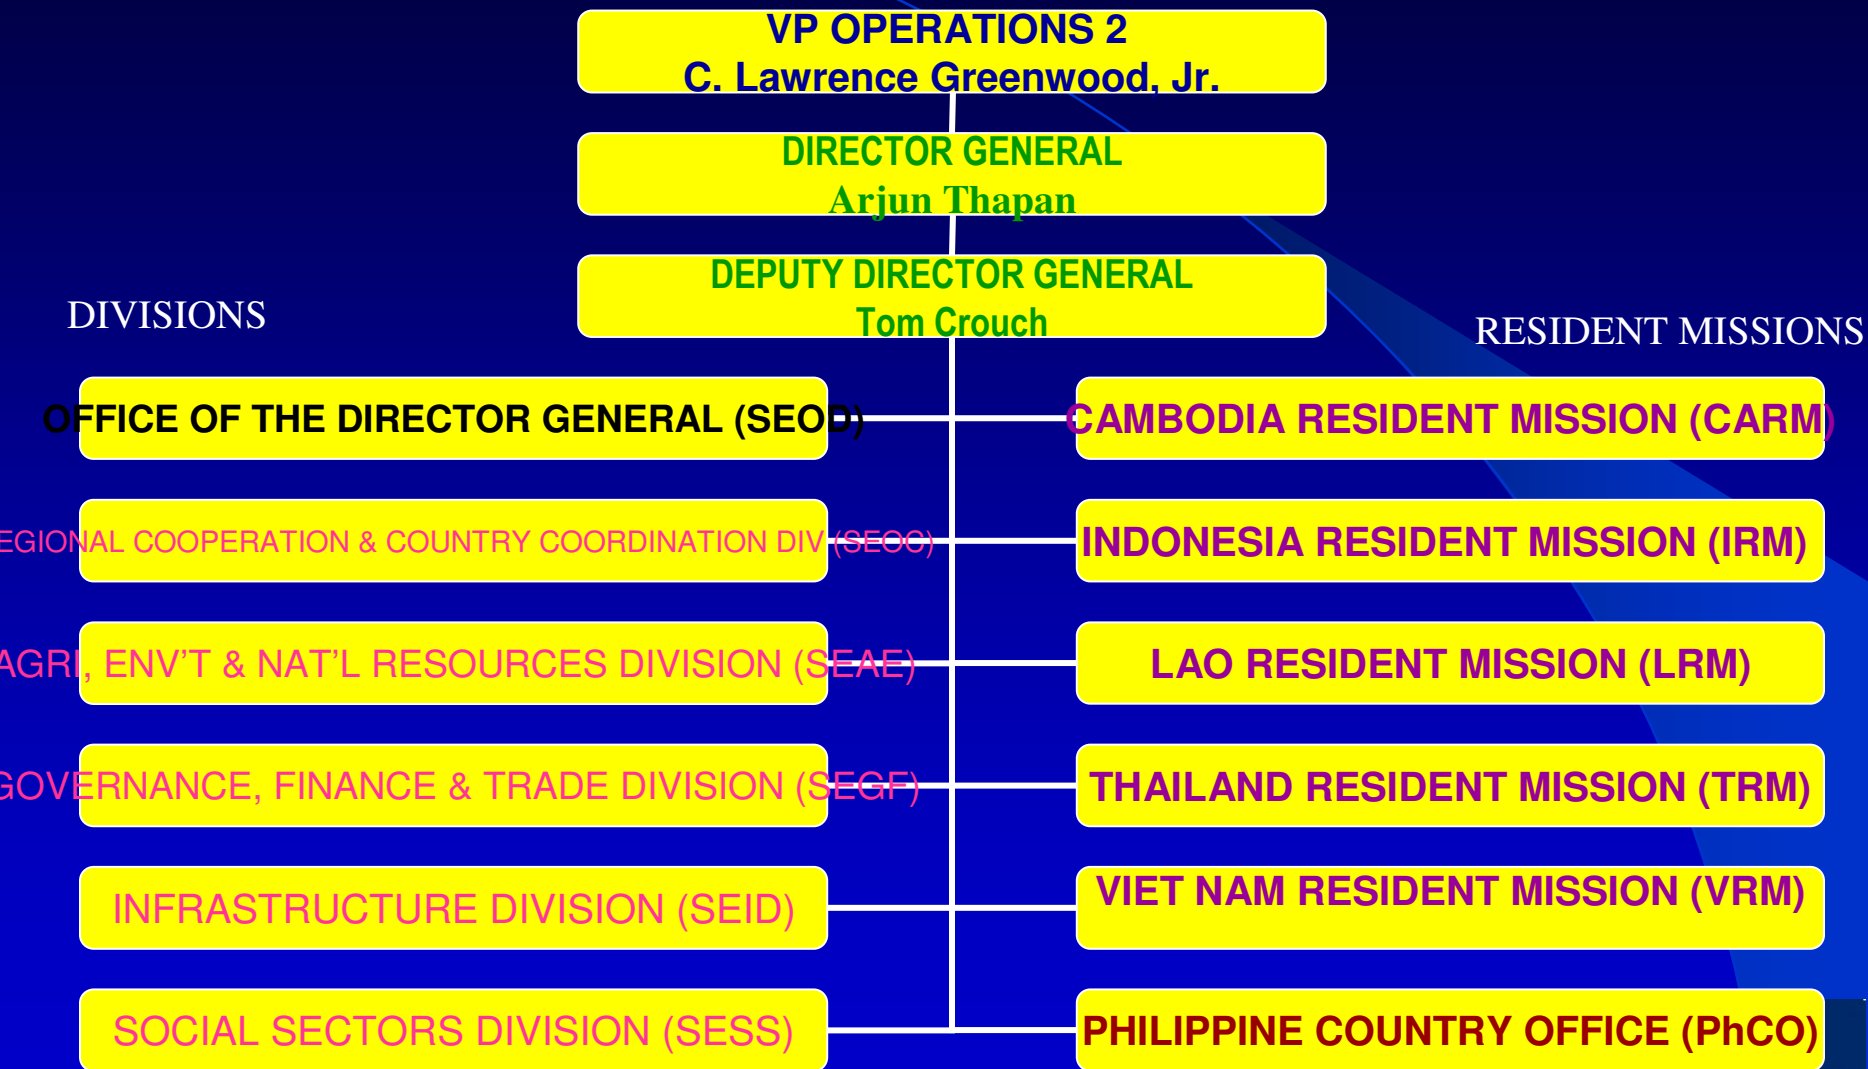 VP OPERATIONS 2
C. Lawrence Greenwood, Jr.
DIRECTOR GENERAL
Arjun Thapan
DEPUTY DIRECTOR GENERAL
Tom Crouch
DIVISIONS
OFFICE OF THE DIRECTOR GENERAL (SEOD)
EGIONAL COOPERATION & COUNTRY COORDINATION DIV (SEOC)
AGRI, ENV’T & NAT’L RESOURCES DIVISION (SEAE)
GOVERNANCE, FINANCE & TRADE DIVISION (SEGF)
INFRASTRUCTURE DIVISION (SEID)
SOCIAL SECTORS DIVISION (SESS)
RESIDENT MISSIONS
CAMBODIA RESIDENT MISSION (CARM)
INDONESIA RESIDENT MISSION (IRM)
LAO RESIDENT MISSION (LRM)
THAILAND RESIDENT MISSION (TRM)
VIET NAM RESIDENT MISSION (VRM)
PHILIPPINE COUNTRY OFFICE (PhCO)